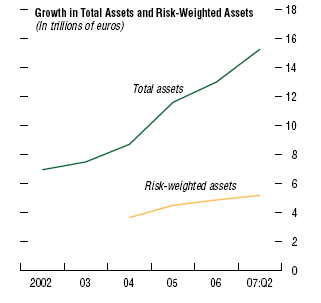 Growth in Total Assets and Risk-Weighted Assets
(In trillions of euros)
18
16
14
Total assets
12
10
8
Risk-weighted assets
6
4
2
0
2002 03 04 05 06 07:Q2